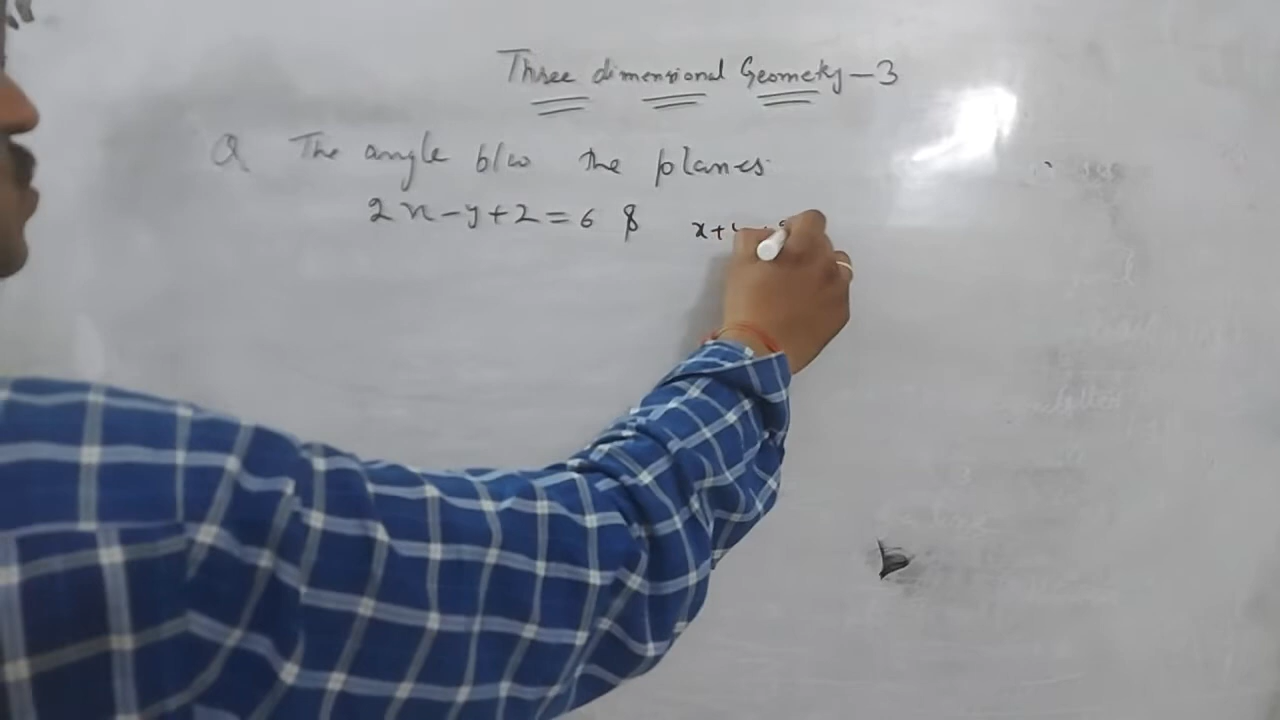 Three dimensional Geometry-3
Q The angle b/w the planes
2x-y+z=6 & x+y